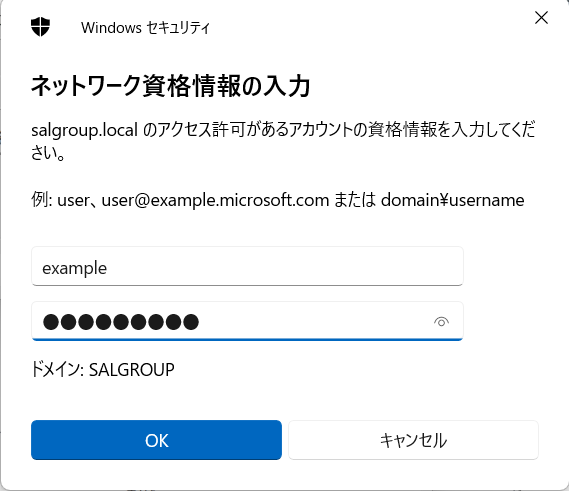 Windows セキュリティ
ネットワーク資格情報の入力
salgroup.local のアクセス許可があるアカウントの資格情報を入力してくだ
さい。
例: user、user@example.microsoft.com または domain¥username
example
●●●●●●●●●
ドメイン: SALGROUP
OK
キャンセル